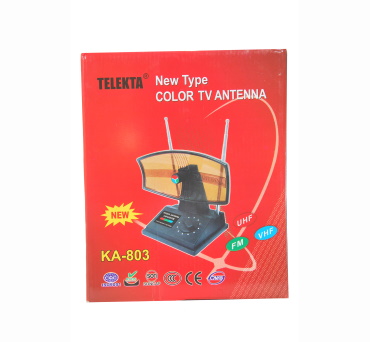 TELEKTA®
New Type
COLOR TV ANTENNA
NEW
UHF
FM
VHF
KA-803